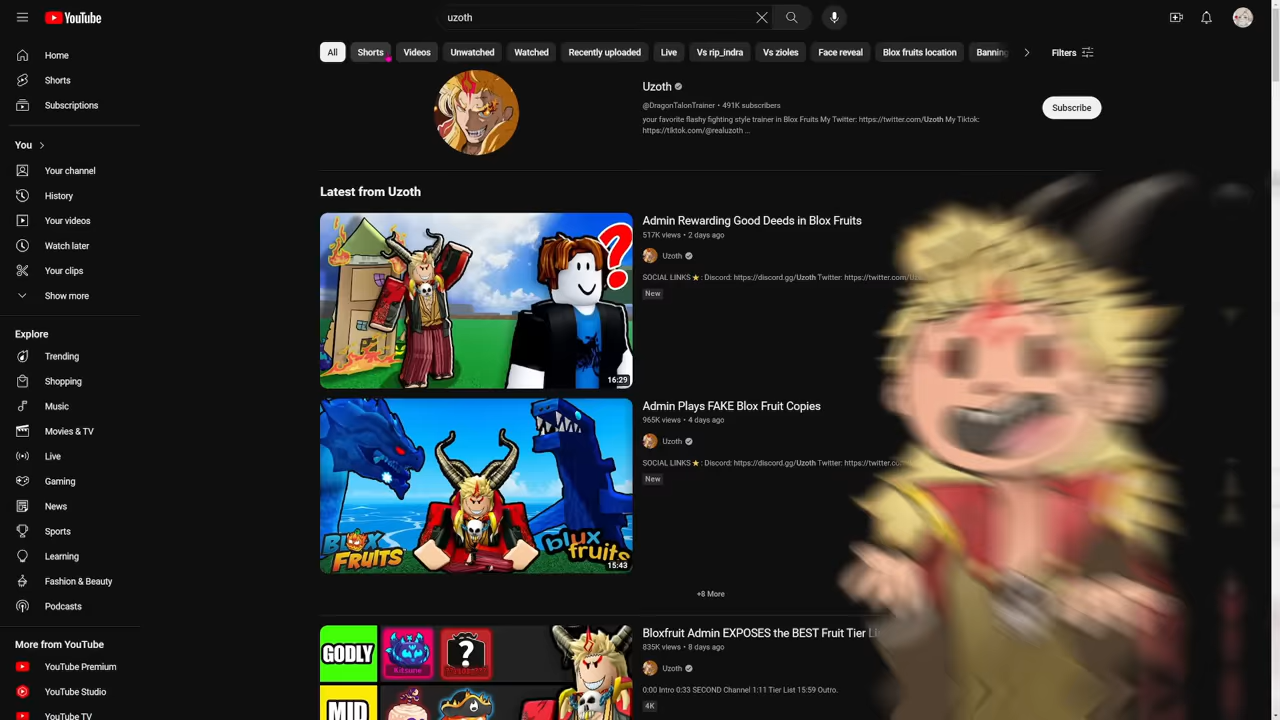 YouTube
uzoth
Home
Shorts
Subscriptions
You
Your channel
History
Your videos
Watch later
Your clips
Show more
Explore
Trending
Shopping
Music
Movies & TV
Live
Gaming
News
Sports
Learning
Fashion & Beauty
Podcasts
More from YouTube
YouTube Premium
YouTube Studio
YouTube TV
All
Shorts
Videos
Unwatched
Watched
Recently uploaded
Live
Vs rip_indra
Vs zioles
Face reveal
Blox fruits location
Banning
Filters
Uzoth
@DragonTalonTrainer • 491K subscribers
your favorite flashy fighting style trainer in Blox Fruits My Twitter: https://twitter.com/Uzoth My Tiktok:
https://tiktok.com/@realuzoth ...
Subscribe
Latest from Uzoth
?
16:29
Admin Rewarding Good Deeds in Blox Fruits
517K views • 2 days ago
Uzoth
SOCIAL LINKS ⭐ : Discord: https://discord.gg/Uzoth Twitter: https://twitter.com/
New
BLOX
FRUITS
blux
fruits
15:43
Admin Plays FAKE Blox Fruit Copies
965K views • 4 days ago
Uzoth
SOCIAL LINKS ⭐ : Discord: https://discord.gg/Uzoth Twitter: https://twitter.co
New
+8 More
GODLY
Kitsune
?
MID
Bloxfruit Admin EXPOSES the BEST Fruit Tier
835K views • 8 days ago
Uzoth
0:00 Intro 0:33 SECOND Channel 1:11 Tier List 15:59 Outro.
4K